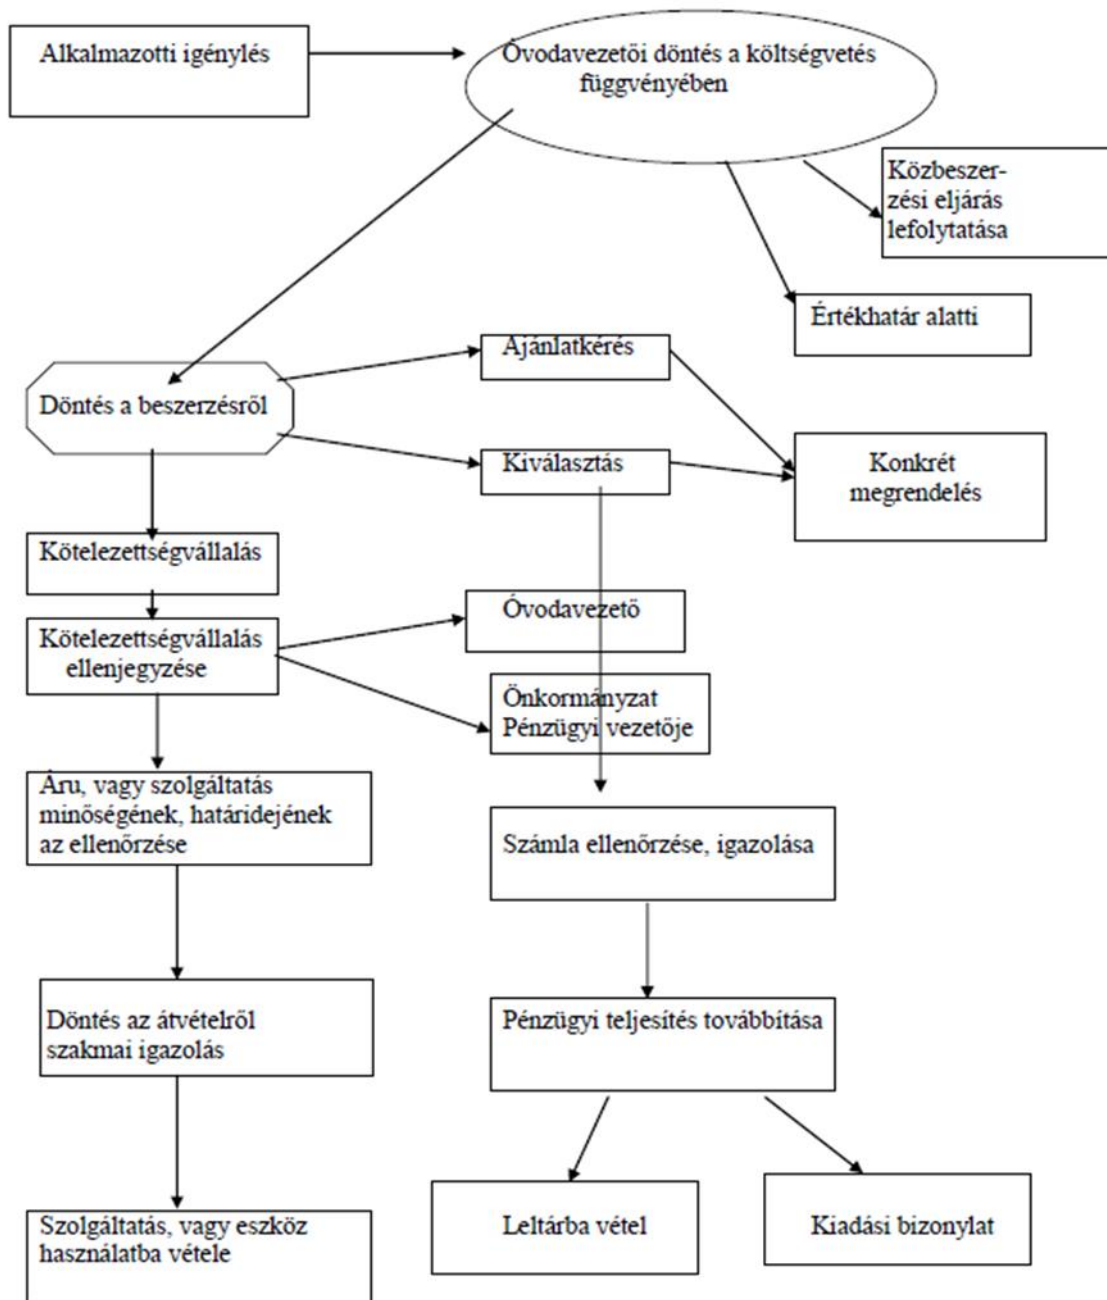 Alkalmazotti igénylés
Óvodavezetői döntés a költségvetés
függvényében
Közbeszer-
zési eljárás
lefolytatása
Értékhatár alatti
Ajánlatkérés
Döntés a beszerzésről
Kiválasztás
Konkrét
megrendelés
Kötelezettségvállalás
Óvodavezető
Kötelezettségvállalás
ellenjegyzése
Önkormányzat
Pénzügyi vezetője
Áru, vagy szolgáltatás
minőségének, határidejének
az ellenőrzése
Számla ellenőrzése, igazolása
Döntés az átvételről
szakmai igazolás
Pénzügyi teljesítés továbbítása
Szolgáltatás, vagy eszköz
használatba vétele
Leltárba vétel
Kiadási bizonylat